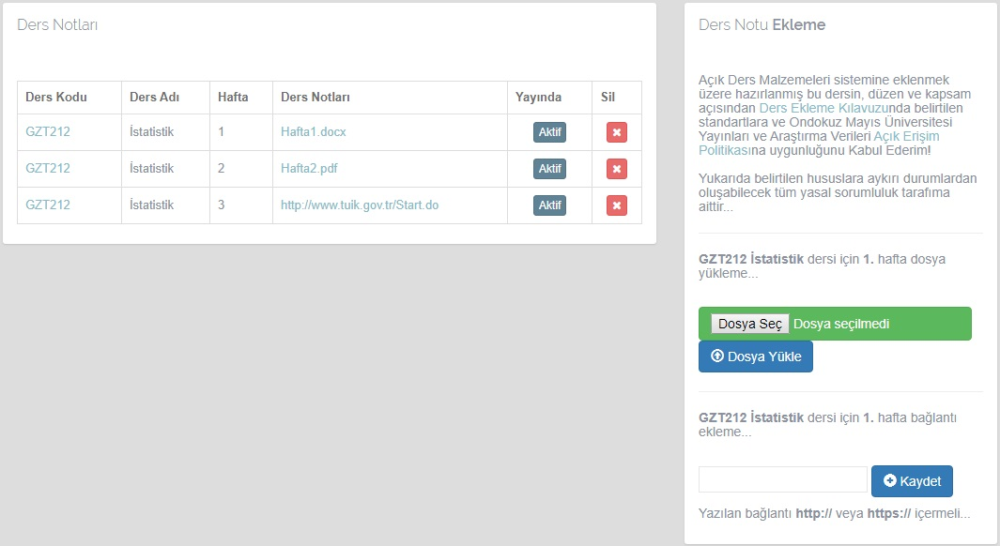 Ders Notları
Ders Kodu Ders Adı Hafta Ders Notları Yayında Sil
GZT212 İstatistik 1 Hafta1.docx Aktif
GZT212 İstatistik 2 Hafta2.pdf Aktif
GZT212 İstatistik 3 http://www.tuik.gov.tr/Start.do Aktif
Ders Notu Ekleme
Açık Ders Malzemeleri sistemine eklenmek
üzere hazırlanmış bu dersin, düzen ve kapsam
açısından Ders Ekleme Kılavuzunda belirtilen
standartlara ve Ondokuz Mayıs Üniversitesi
Yayınları ve Araştırma Verileri Açık Erişim
Politikasına uygunluğunu Kabul Ederim!
Yukarıda belirtilen hususlara aykırı durumlardan
oluşabilecek tüm yasal sorumluluk tarafıma
aittir...
GZT212 İstatistik dersi için 1. hafta dosya
yükleme...
Dosya Seç Dosya seçilmedi
Dosya Yükle
GZT212 İstatistik dersi için 1. hafta bağlantı
ekleme...
Kaydet
Yazılan bağlantı http:// veya https:// içermeli...